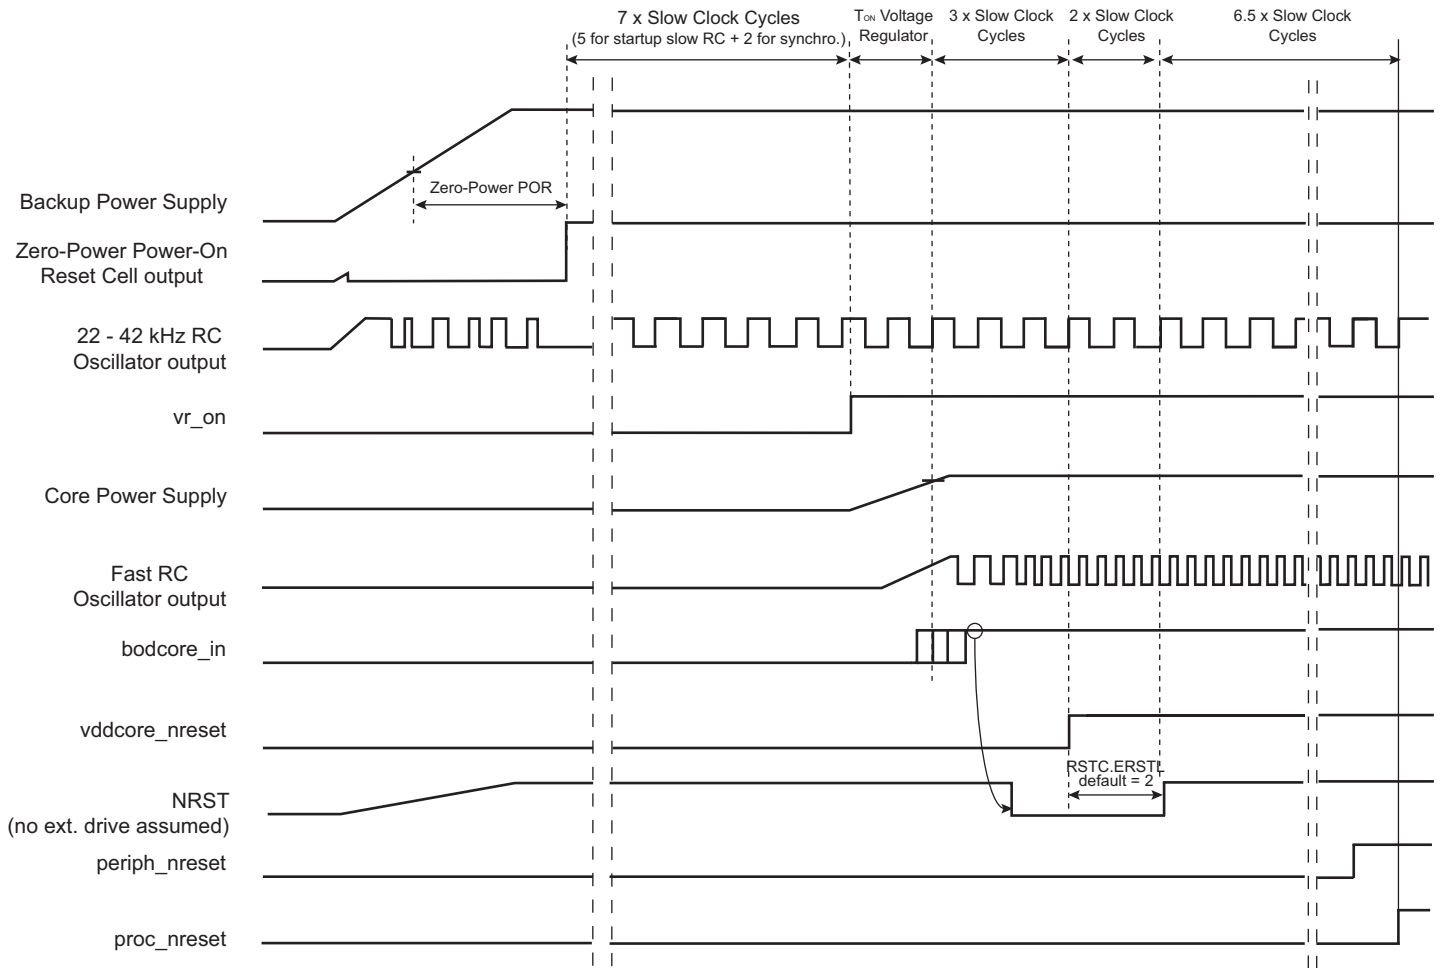 7 x Slow Clock Cycles
(5 for startup slow RC + 2 for synchro.)
TON Voltage
Regulator
3 x Slow Clock
Cycles
2 x Slow Clock
Cycles
6.5 x Slow Clock
Cycles
Zero-Power POR
Backup Power Supply
Zero-Power Power-On
Reset Cell output
22 - 42 kHz RC
Oscillator output
vr_on
Core Power Supply
Fast RC
Oscillator output
bodcore_in
vddcore_nreset
RSTC.ERSTL
default = 2
NRST
(no ext. drive assumed)
periph_nreset
proc_nreset